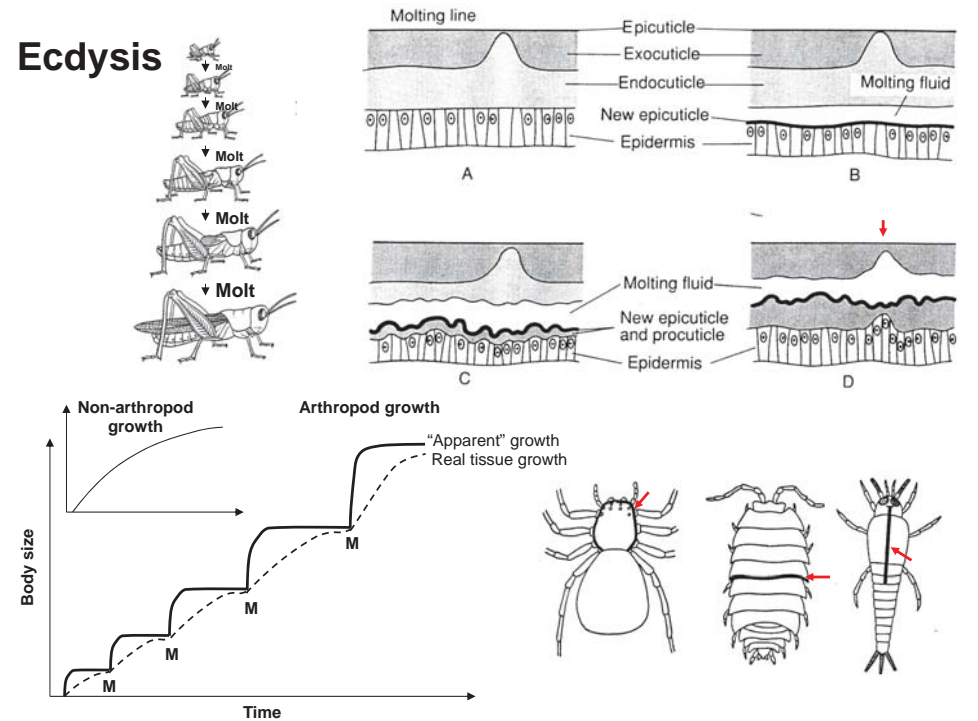 Ecdysis
Molt
Molt
Molt
Molt
Molt
Molting line
Epicuticle
Exocuticle
Endocuticle
Molting fluid
New epicuticle
Epidermis
A
B
Molting fluid
New epicuticle
and procuticle
Epidermis
C
D
Non-arthropod
growth
Arthropod growth
“Apparent” growth
Real tissue growth
Body size
M
M
M
M
Time